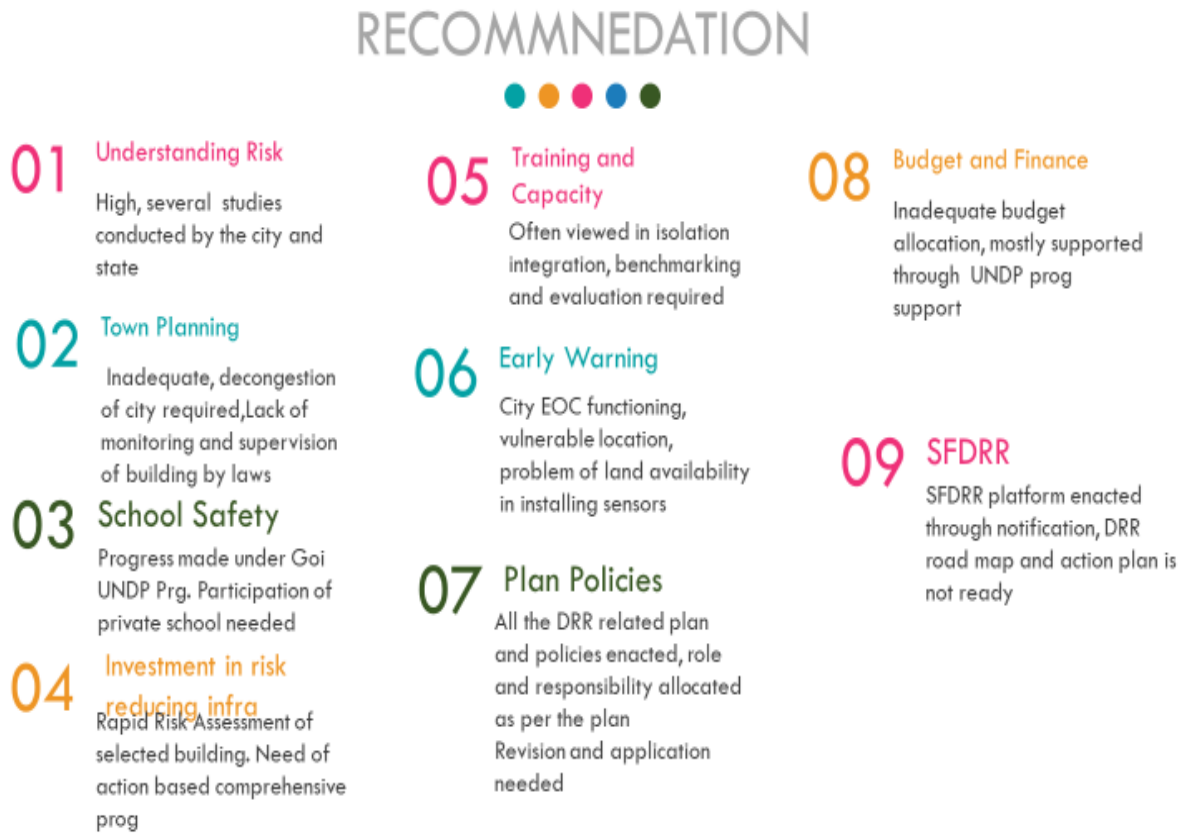 RECOMMNEDATION
01
Understanding Risk
High, several studies
conducted by the city and
state
02
Town Planning
Inadequate, decongestion
of city required,Lack of
monitoring and supervision
of building by laws
03
School Safety
Progress made under Goi
UNDP Prg. Participation of
private school needed
04
Investment in risk
reducing infra
Rapid Risk Assessment of
selected building. Need of
action based comprehensive
prog
05
Training and
Capacity
Often viewed in isolation
integration, benchmarking
and evaluation required
06
Early Warning
City EOC functioning,
vulnerable location,
problem of land availability
in installing sensors
07
Plan Policies
All the DRR related plan
and policies enacted, role
and responsibility allocated
as per the plan
Revision and application
needed
08
Budget and Finance
Inadequate budget
allocation, mostly supported
through UNDP prog
support
09
SFDRR
SFDRR platform enacted
through notification, DRR
road map and action plan is
not ready